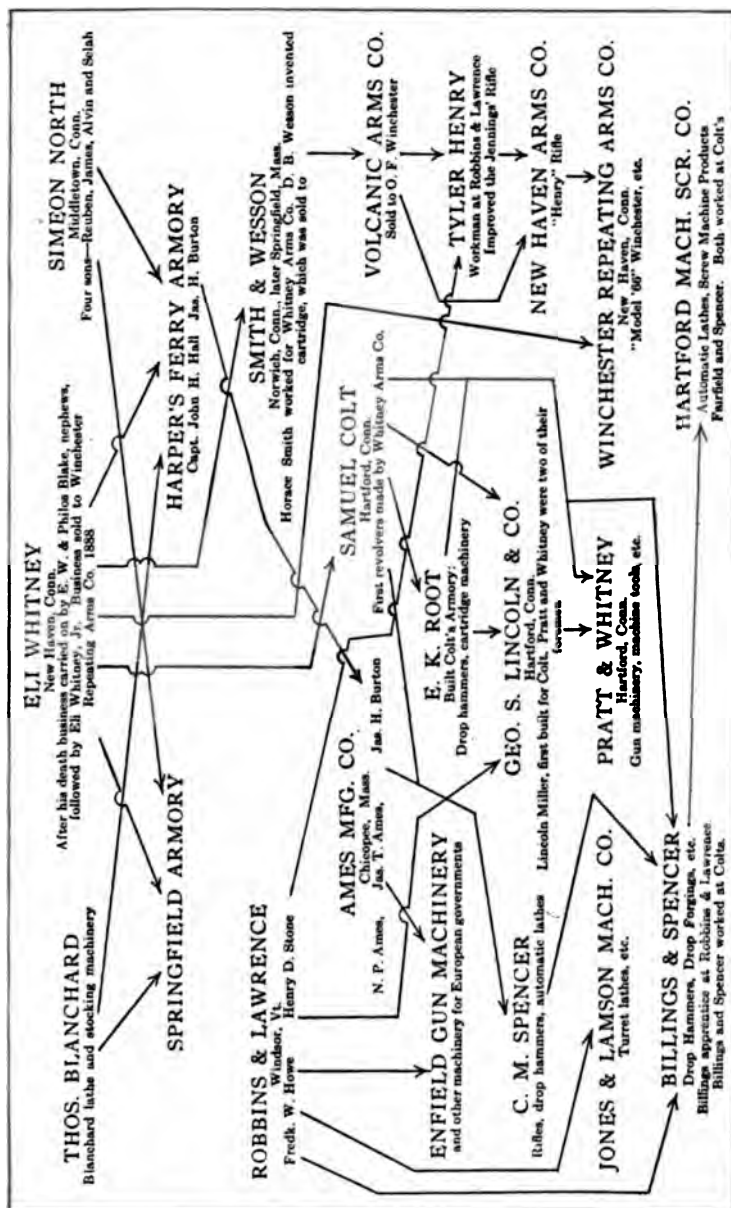 THOS. BLANCHARD
Blanchard lathe and stocking machinery
ELI WHITNEY
New Haven, Conn.
After his death business carried on by E. W. & Philos Blake, nephews,
followed by Eli Whitney, Jr. Business sold to Winchester
Repeating Arms Co. 1888
SIMEON NORTH
Middletown, Conn.
Four sons—Reuben, James, Alvin and Selah
SPRINGFIELD ARMORY
HARPER'S FERRY ARMORY
Capt. John H. Hall Jas. H. Burton
ROBBINS & LAWRENCE
Windsor, Vt.
Fredk. W. Howe Henry D. Stone
SMITH & WESSON
Norwich, Conn., later Springfield, Mass.
Horace Smith worked for Whitney Arms Co. D. B. Wesson invented
cartridge, which was sold to
AMES MFG. CO.
Chicopee, Mass.
N. P. Ames, Jas. T. Ames, Jas. H. Burton
SAMUEL COLT
Hartford, Conn.
First revolvers made by Whitney Arms Co.
VOLCANIC ARMS CO.
Sold to O. F. Winchester
ENFIELD GUN MACHINERY
and other machinery for European governments
E. K. ROOT
Built Colt's Armory:
Drop hammers, cartridge machinery
TYLER HENRY
Workman at Robbins & Lawrence
Improved the Jennings' Rifle
C. M. SPENCER
Rifles, drop hammers, automatic lathes
GEO. S. LINCOLN & CO.
Hartford, Conn.
Lincoln Miller, first built for Colt, Pratt and Whitney were two of their
foremen
NEW HAVEN ARMS CO.
"Henry" Rifle
JONES & LAMSON MACH. CO.
Turret lathes, etc.
PRATT & WHITNEY
Hartford, Conn.
Gun machinery, machine tools, etc.
WINCHESTER REPEATING ARMS CO.
New Haven, Conn.
"Model '66" Winchester, etc.
BILLINGS & SPENCER
Drop Hammers, Drop Forgings, etc.
Billings apprentice at Robbins & Lawrence
Billings and Spencer worked at Colts.
HARTFORD MACH. SCR. CO.
Automatic Lathes, Screw Machine Products
Fairfield and Spencer. Both worked at Colt's